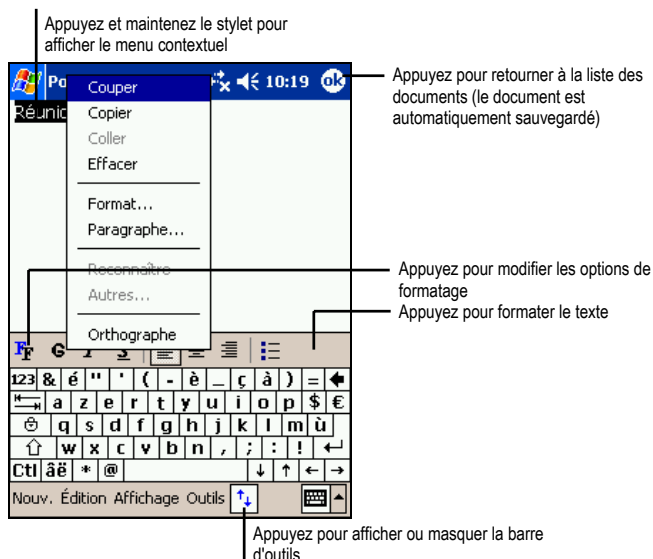 Appuyez et maintenez le stylet pour
afficher le menu contextuel
Po
10:19 ok
Appuyez pour retourner à la liste des
documents (le document est
automatiquement sauvegardé)
Réunio
Couper
Copier
Coller
Effacer
Format...
Paragraphe...
Reconnaître
Autres...
Orthographe
Appuyez pour modifier les options de
formatage
Appuyez pour formater le texte
FF G I S
123 & é " ' ( - è _ ç à ) =
a z e r t y u i o p $ €
q s d f g h j k l m ù
w x c v b n , ; : !
Ctl âë * @ ↓ ↑ ← →
Nouv. Édition Affichage Outils
Appuyez pour afficher ou masquer la barre
d'outils